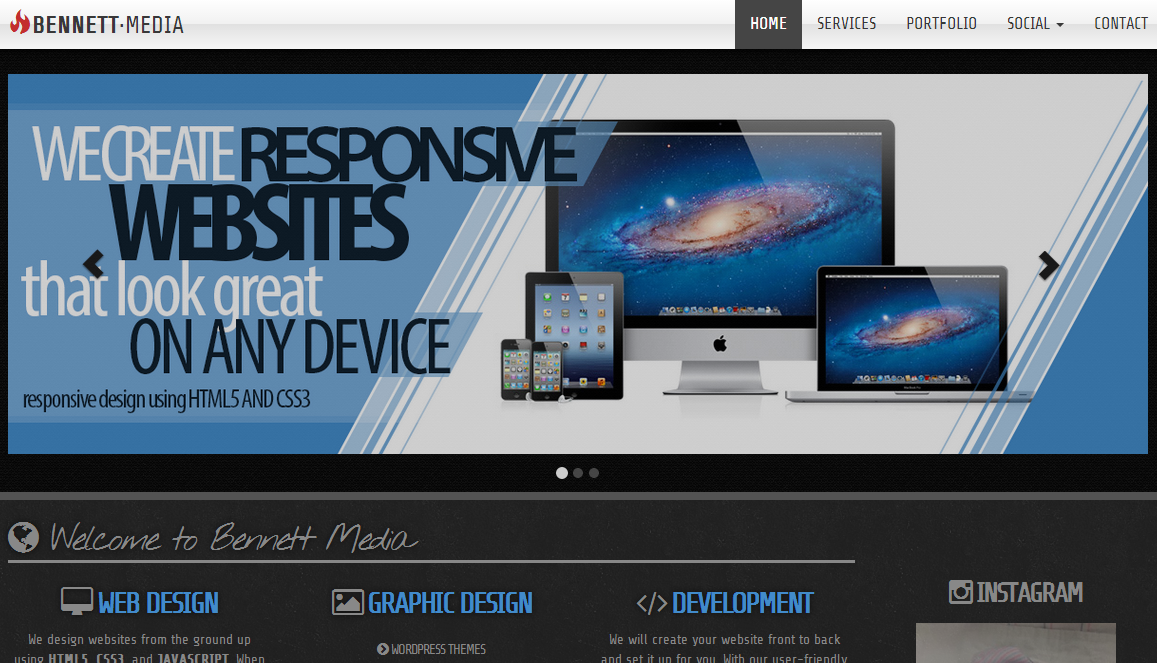 BENNETT·MEDIA
HOME SERVICES PORTFOLIO SOCIAL CONTACT
WE CREATE RESPONSIVE
WEBSITES
that look great
ON ANY DEVICE
responsive design using HTML5 AND CSS3
Welcome to Bennett Media
WEB DESIGN
We design websites from the ground up
using HTML5, CSS3, and JAVASCRIPT. When
GRAPHIC DESIGN
WORDPRESS THEMES
</> DEVELOPMENT
We will create your website front to back
and set it up for you. With our user-friendly
INSTAGRAM